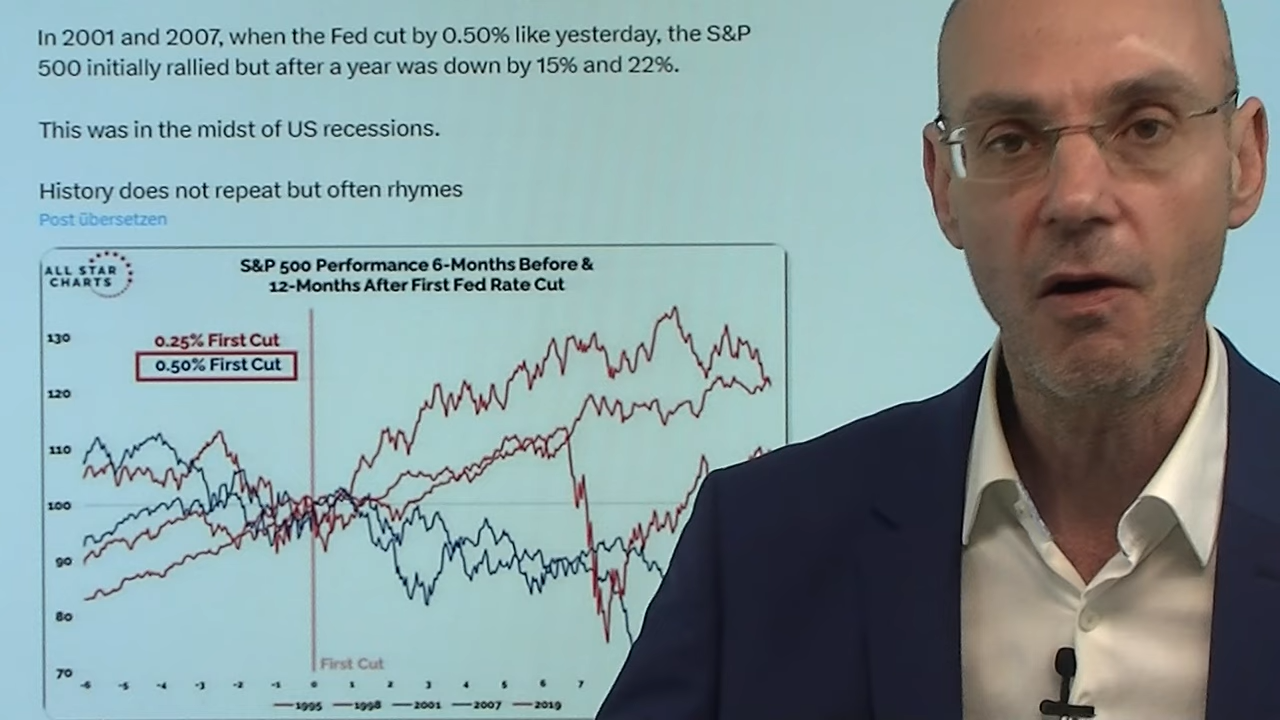 In 2001 and 2007, when the Fed cut by 0.50% like yesterday, the S&P
500 initially rallied but after a year was down by 15% and 22%.
This was in the midst of US recessions.
History does not repeat but often rhymes
Post übersetzen
ALL STAR
CHARTS
S&P 500 Performance 6-Months Before &
12-Months After First Fed Rate Cut
0.25% First Cut
0.50% First Cut
130
120
110
100
90
80
70
First Cut
-6 -5 -4 -3 -2 -1 0 1 2 3 4 5 6 7
1995 1998 2001 2007 2019